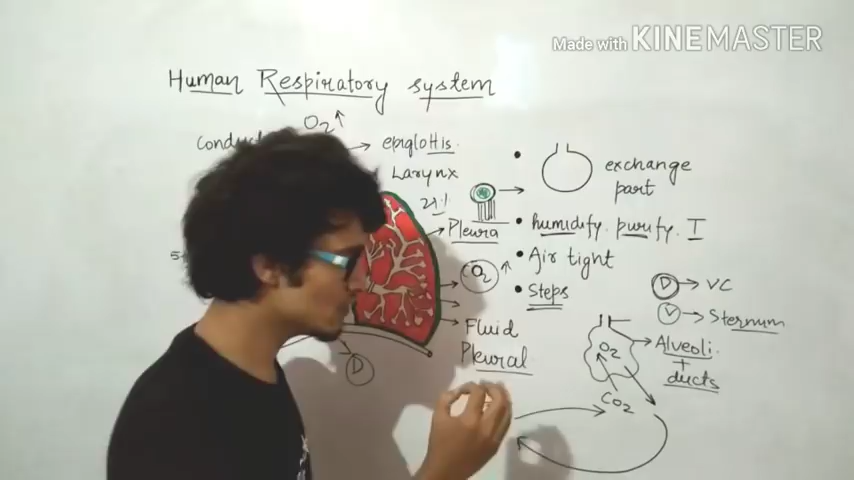 Made with KINEMASTER
Human Respiratory system
O2
epiglottis
Larynx
21%
Pleura
CO2
Fluid
Pleural
D
exchange
part
humidify. purify. T
Air tight
Steps
D → VC
V → Sternum
O2
Alveoli
+
ducts
CO2